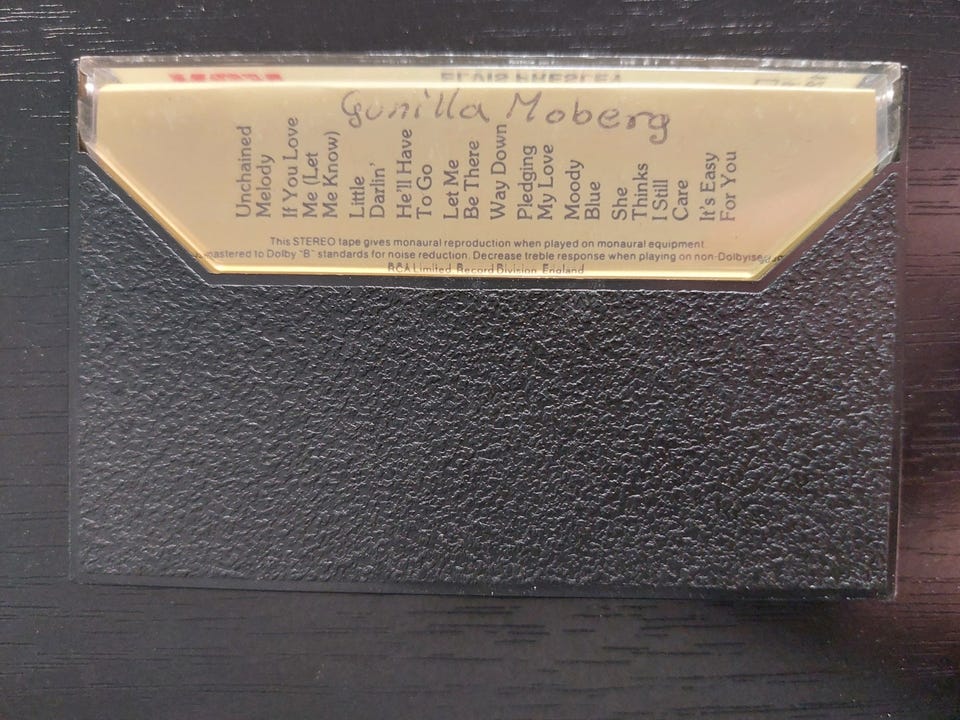 Gunilla Moberg
Unchained
Melody
If You Love
Me (Let
Me Know)
Little
Darlin'
He'll Have
To Go
Let Me
Be There
Way Down
Pledging
My Love
Moody
Blue
She
Thinks
I Still
Care
It's Easy
For You
This STEREO tape gives monaural reproduction when played on monaural equipment
mastered to Dolby "B" standards for noise reduction. Decrease treble response when playing on non-Dolbyised
RCA Limited Record Division, England